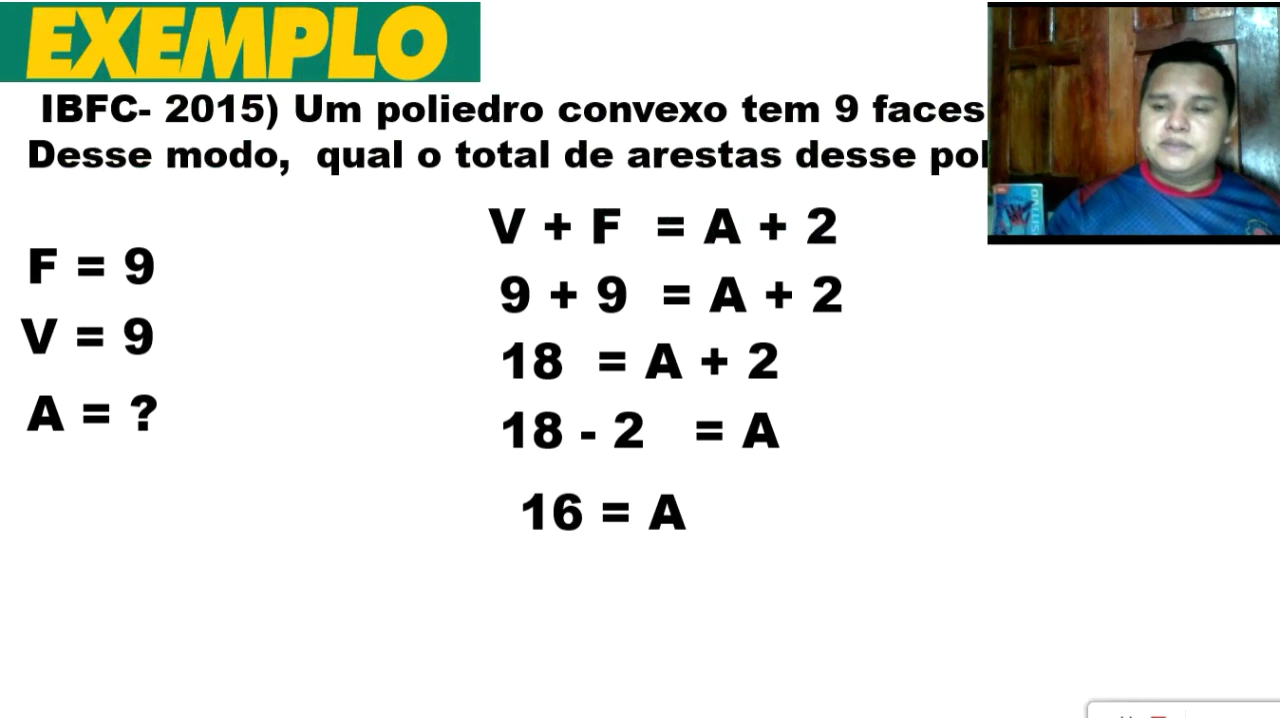 EXEMPLO
IBFC- 2015) Um poliedro convexo tem 9 faces
Desse modo, qual o total de arestas desse pol
F = 9
V = 9
A = ?
V + F = A + 2
9 + 9 = A + 2
18 = A + 2
18 - 2 = A
16 = A